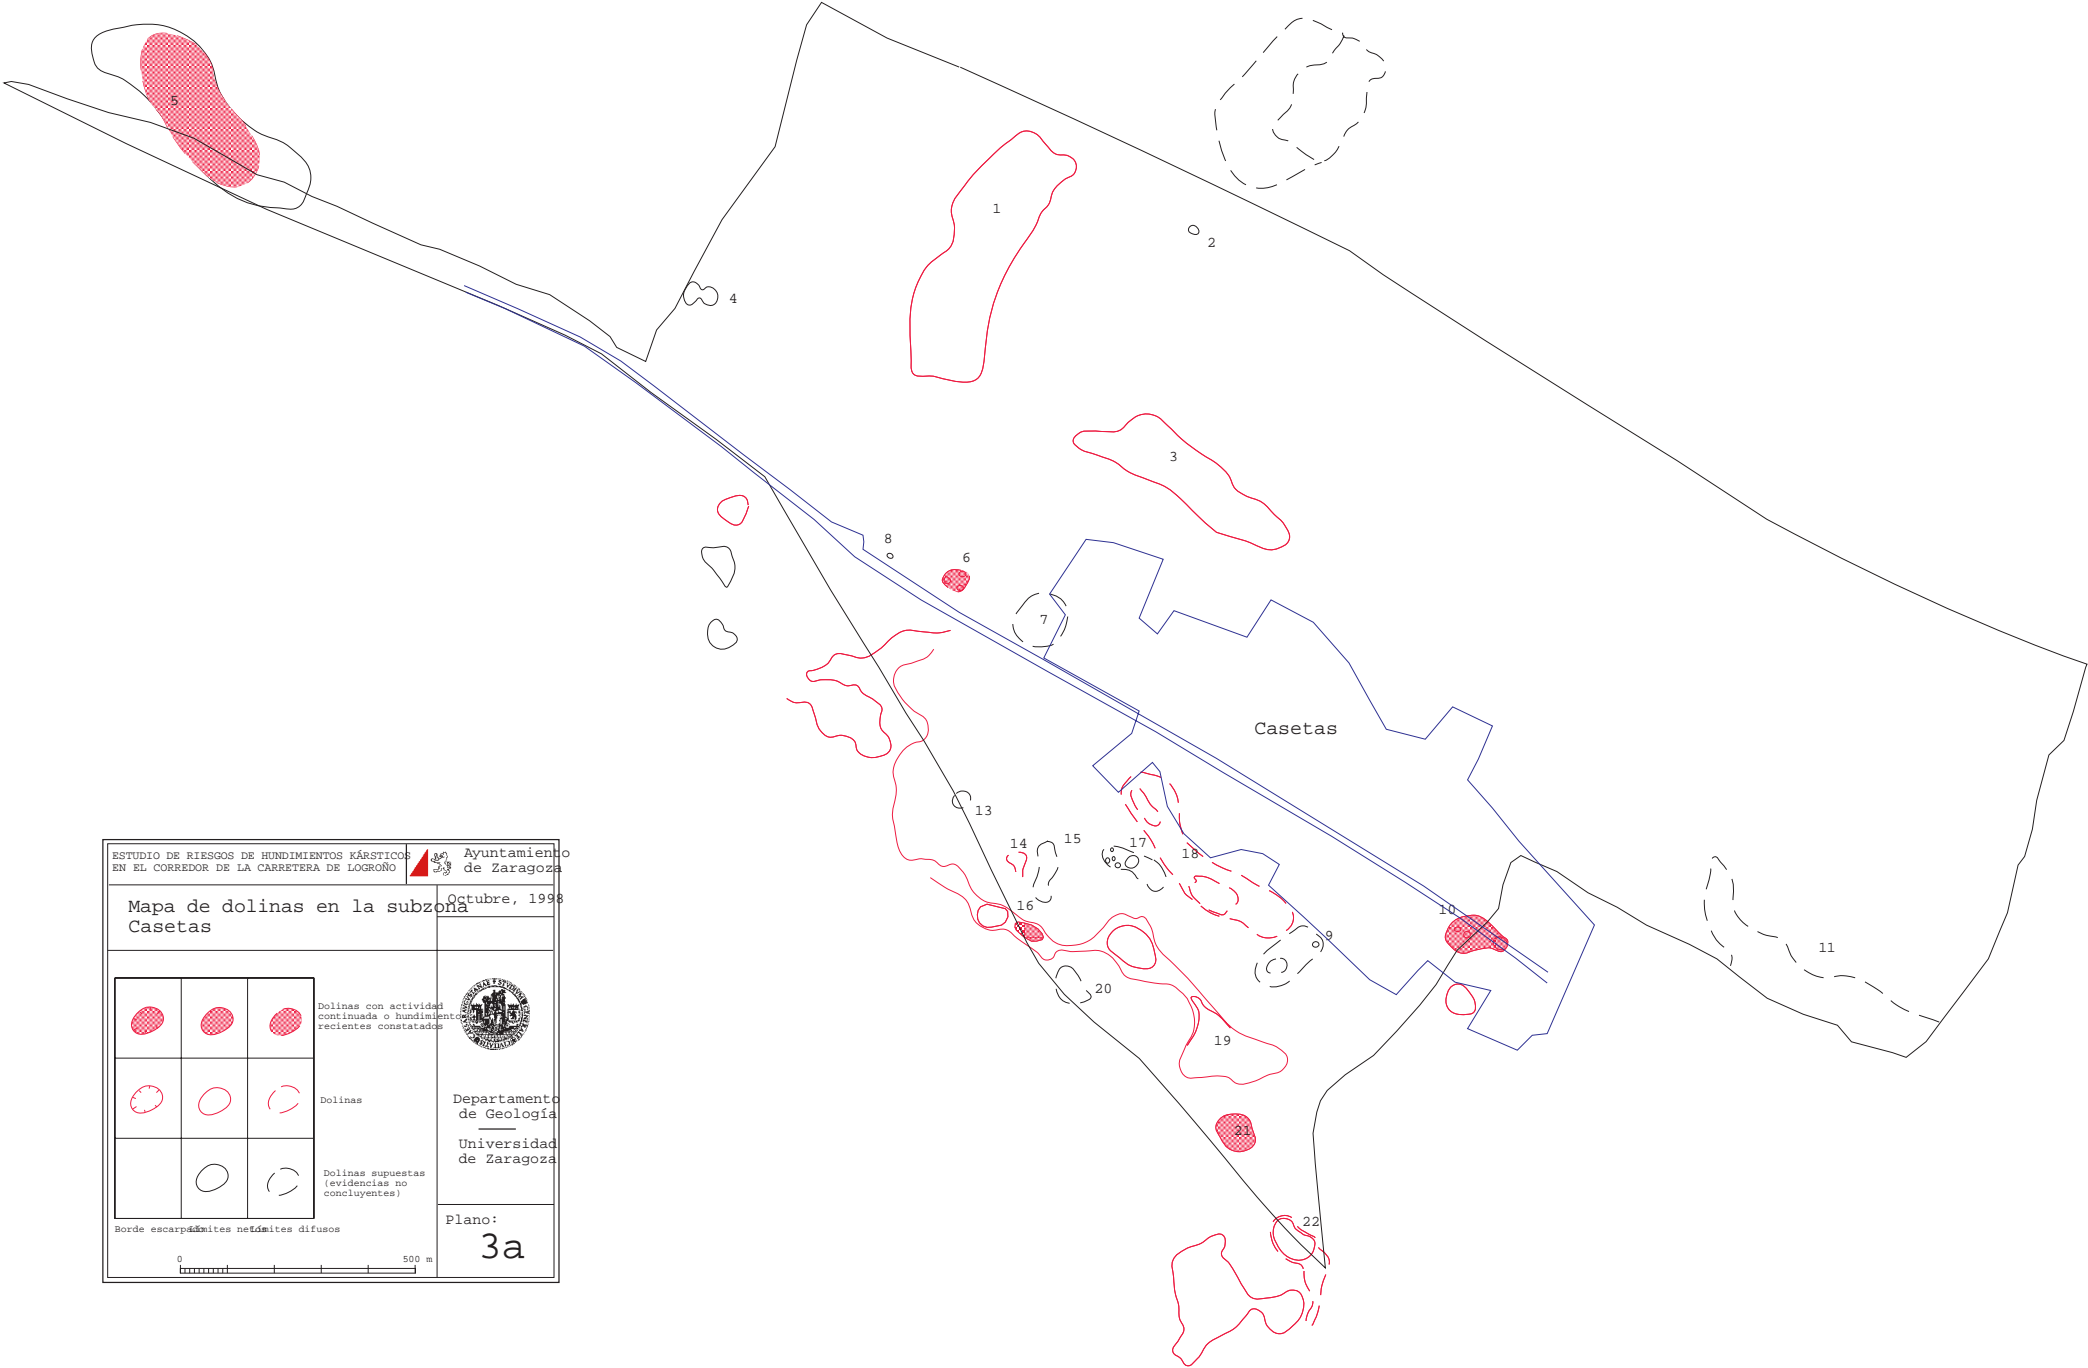 5
1
2
4
3
8
6
7
Casetas
13
14
15
17
18
16
10
9
11
20
19
21
22
ESTUDIO DE RIESGOS DE HUNDIMIENTOS KÁRSTICOS
EN EL CORREDOR DE LA CARRETERA DE LOGROÑO
Ayuntamiento
de Zaragoza
Mapa de dolinas en la subzona
Casetas
Octubre, 1998
Dolinas con actividad
continuada o hundimientos
recientes constatados
Dolinas
Dolinas supuestas
(evidencias no
concluyentes)
Borde escarpado
Límites netos
Límites difusos
0
500 m
Departamento
de Geología
Universidad
de Zaragoza
Plano:
3a